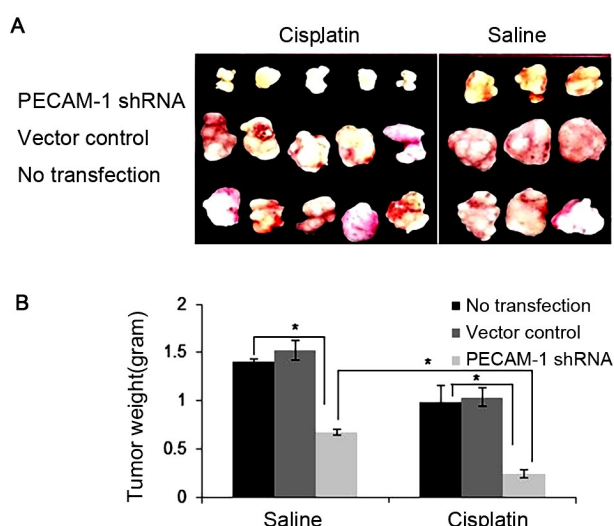 A
Cisplatin
Saline
PECAM-1 shRNA
Vector control
No transfection
B
Tumor weight(gram)
2
1.5
1
0.5
0
No transfection
Vector control
PECAM-1 shRNA
*
*
*
Saline
Cisplatin